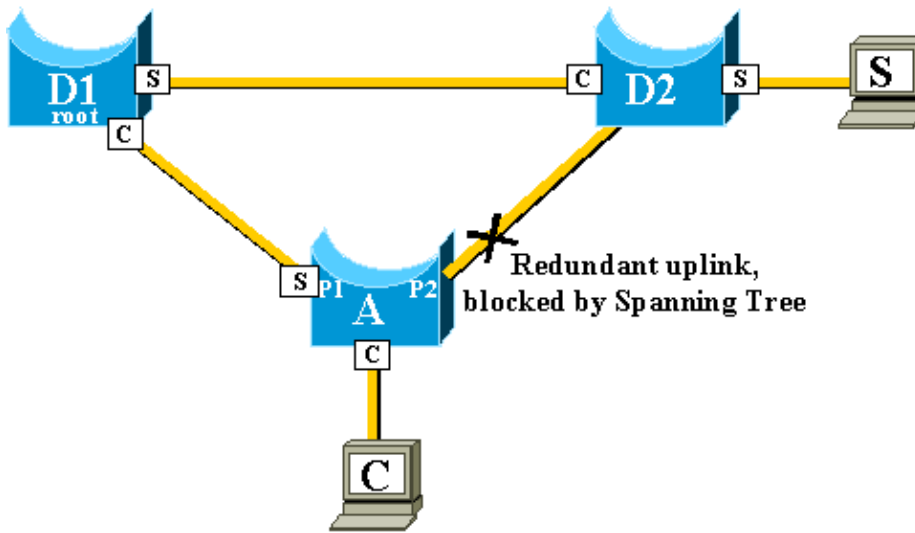 D1
root
S
C
C
D2
S
S
S
P1
P2
A
C
Redundant uplink,
blocked by Spanning Tree
C